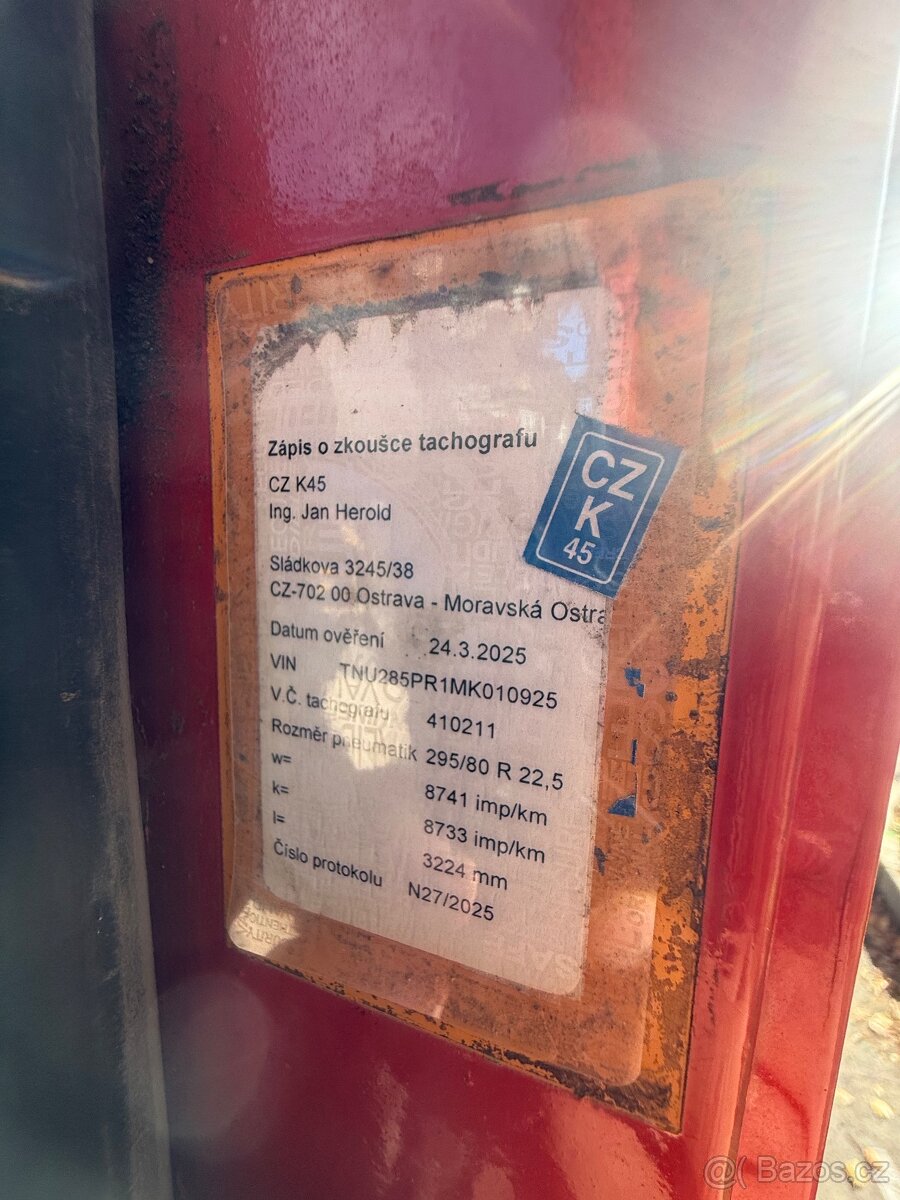 Zápis o zkoušce tachografu
CZ K45
Ing. Jan Herold
CZ
K
45
Sládkova 3245/38
CZ-702 00 Ostrava - Moravská Ostra
Datum ověření 24.3.2025
VIN TNU285PR1MK010925
V.Č. tachografu 410211
Rozměr pneumatik 295/80 R 22,5
w= 8741 imp/km
k= 8733 imp/km
l= 3224 mm
Číslo protokolu N27/2025
@( Bazos.cz